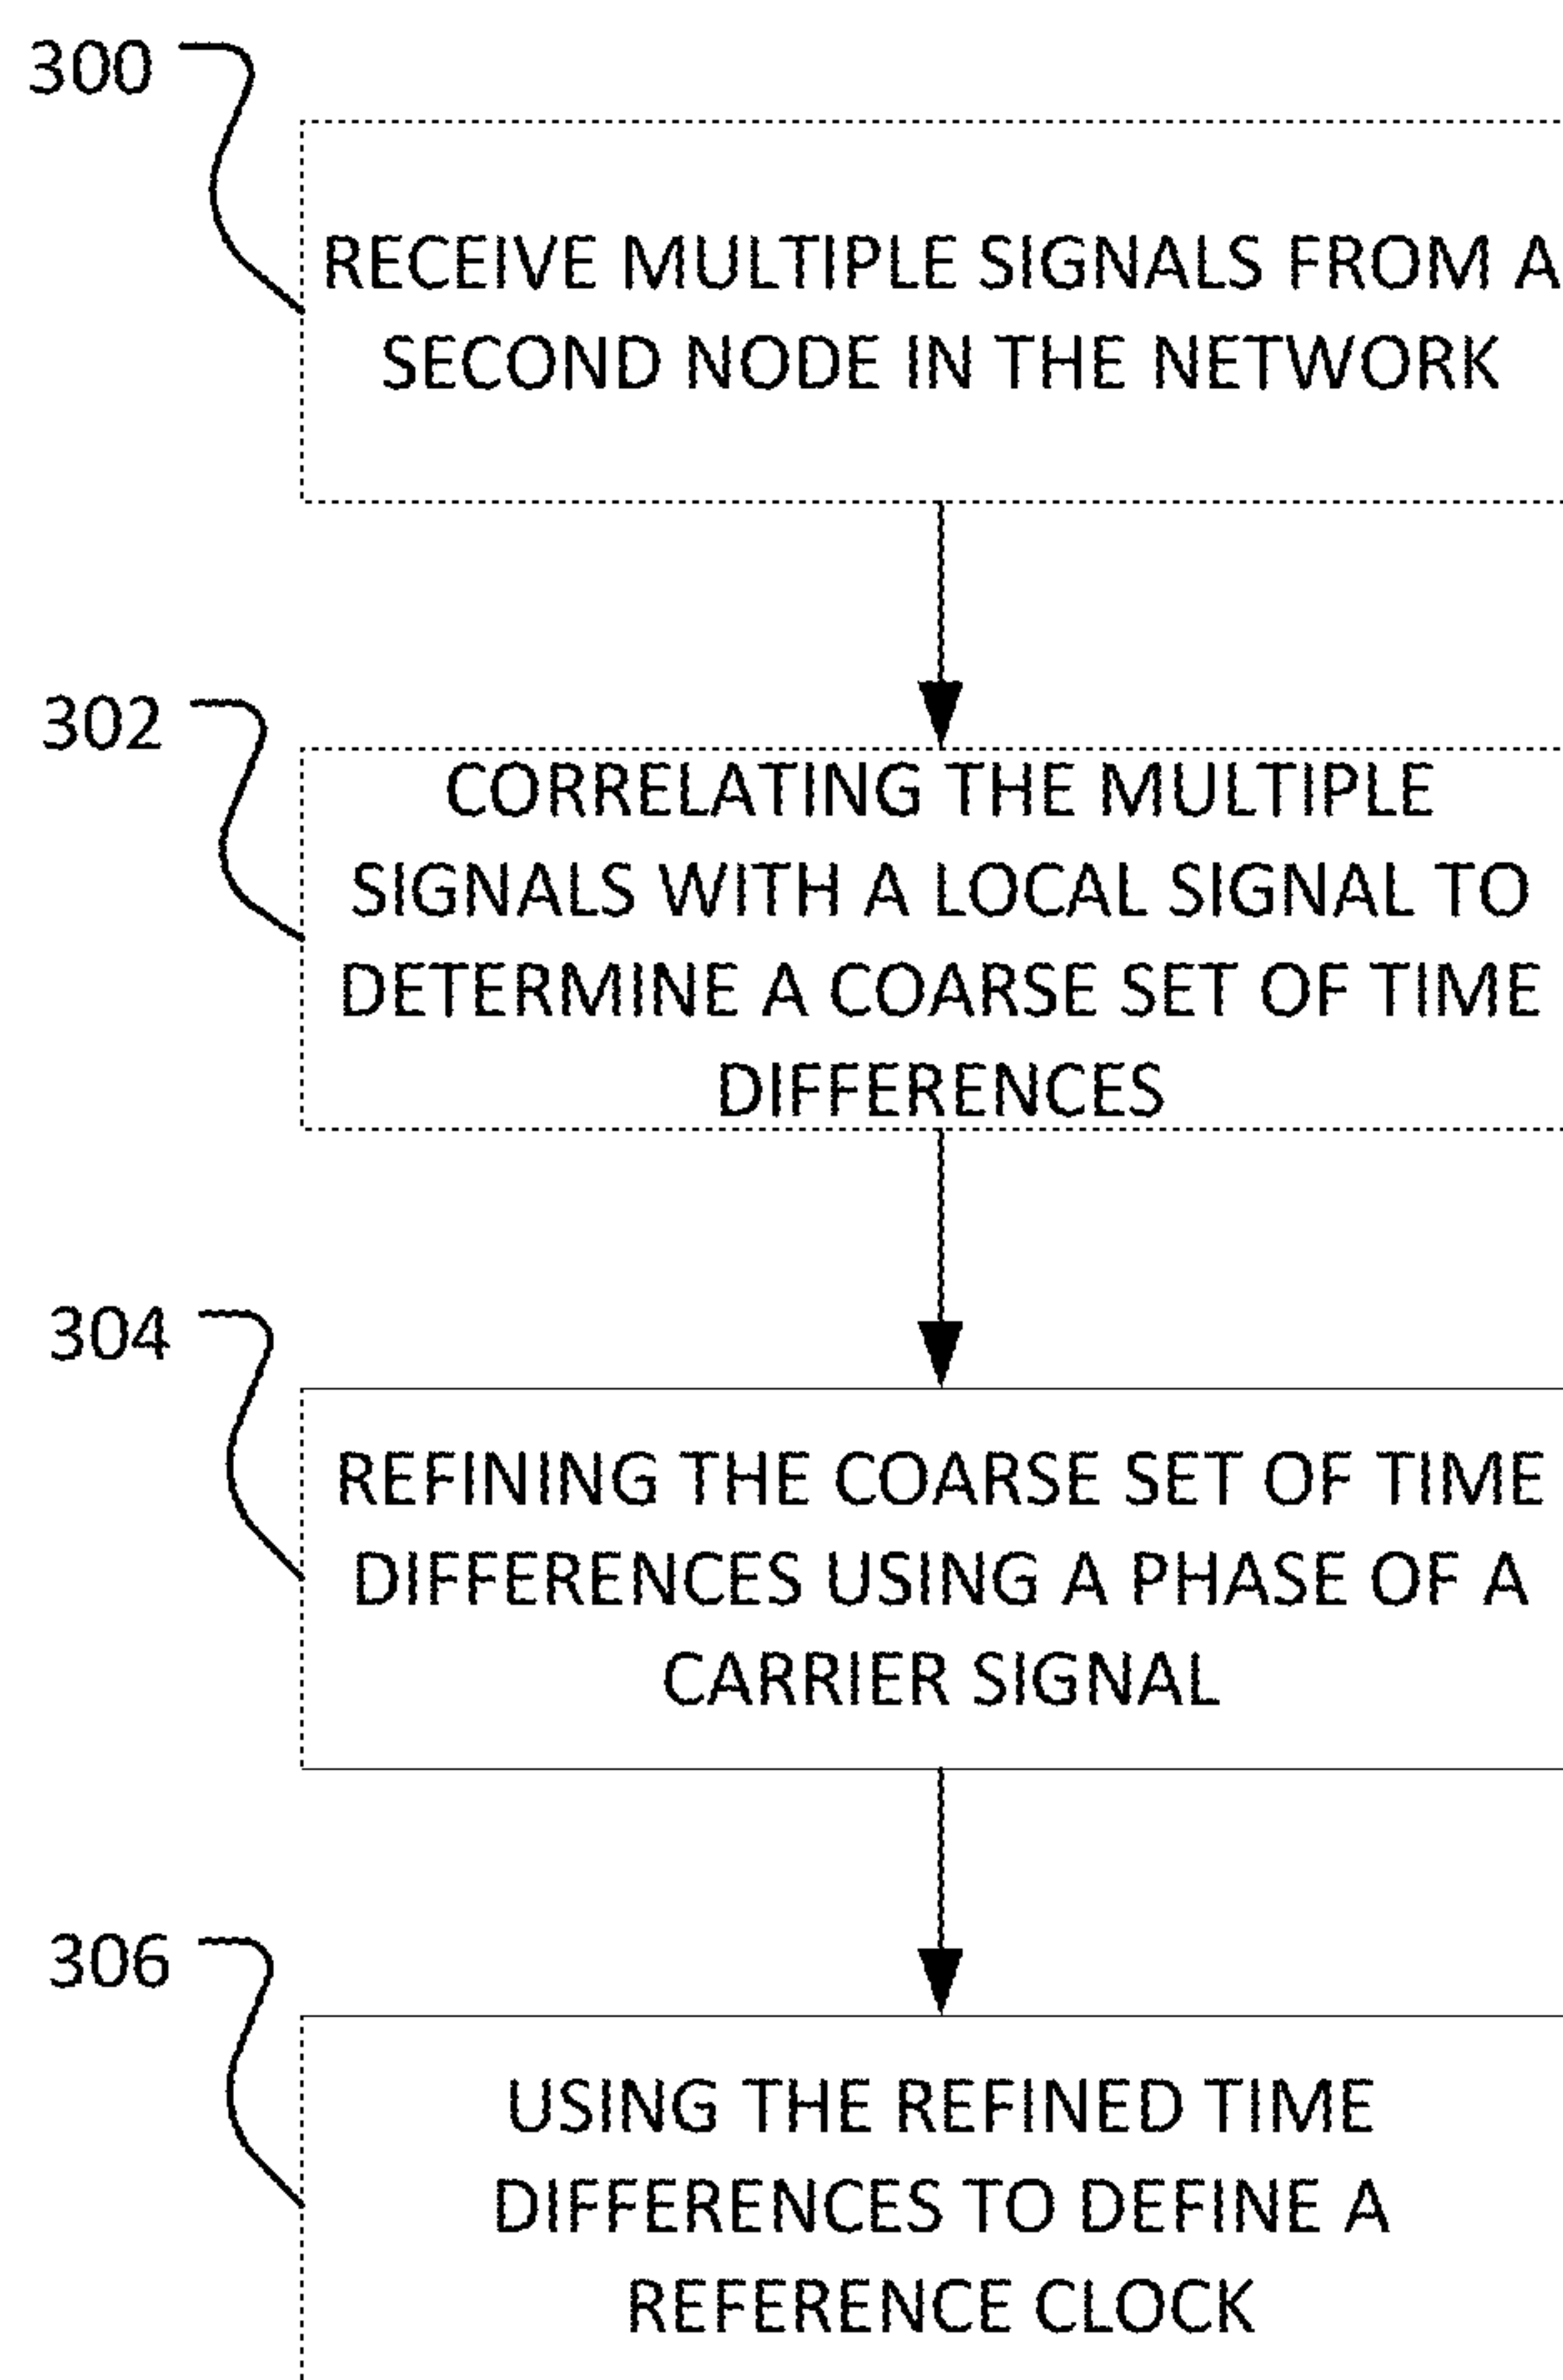 300
RECEIVE MULTIPLE SIGNALS FROM A
SECOND NODE IN THE NETWORK
302
CORRELATING THE MULTIPLE
SIGNALS WITH A LOCAL SIGNAL TO
DETERMINE A COARSE SET OF TIME
DIFFERENCES
304
REFINING THE COARSE SET OF TIME
DIFFERENCES USING A PHASE OF A
CARRIER SIGNAL
306
USING THE REFINED TIME
DIFFERENCES TO DEFINE A
REFERENCE CLOCK